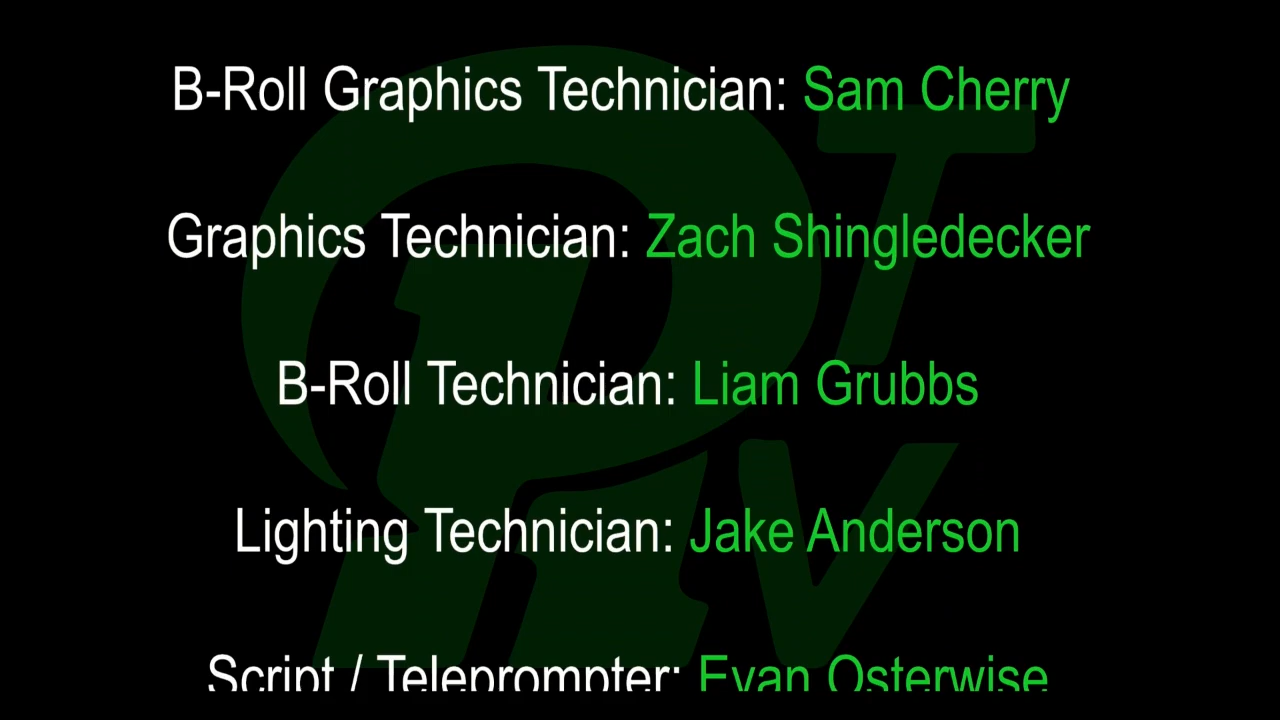 B-Roll Graphics Technician: Sam Cherry
Graphics Technician: Zach Shingledecker
B-Roll Technician: Liam Grubbs
Lighting Technician: Jake Anderson
Script / Teleprompter: Evan Osterwise